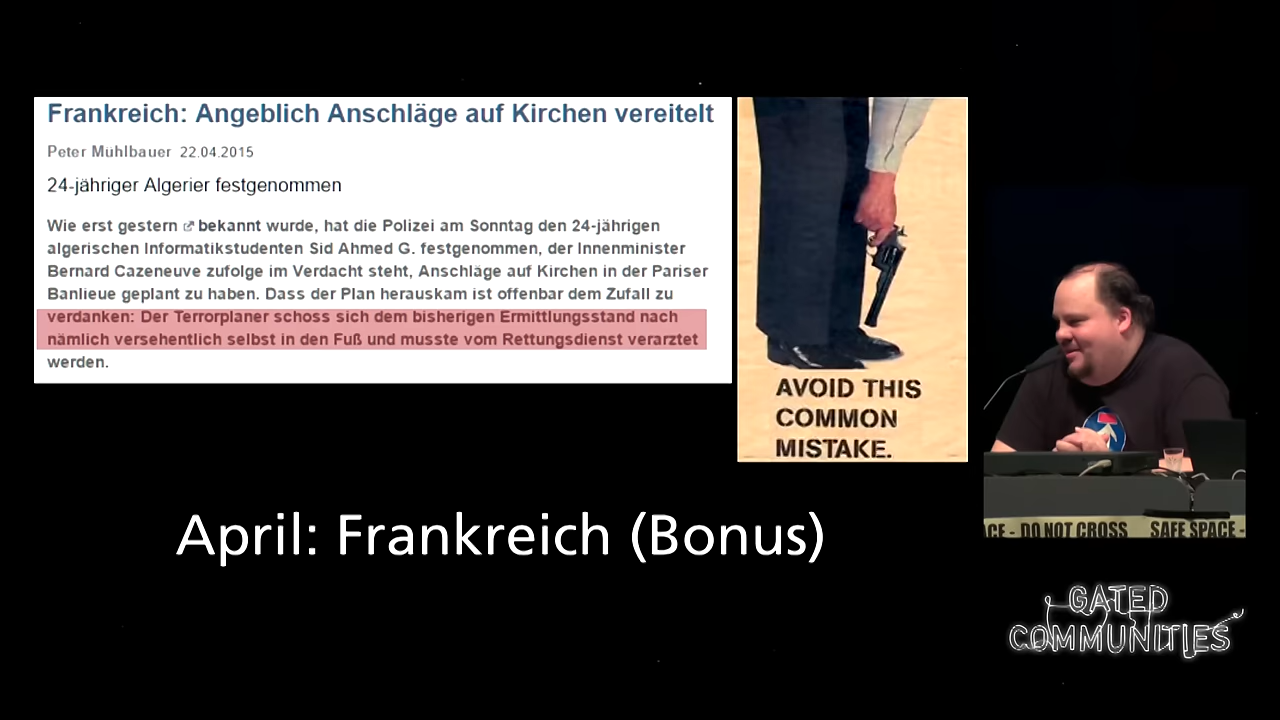 Frankreich: Angeblich Anschläge auf Kirchen vereitelt
Peter Mühlbauer 22.04.2015
24-jähriger Algerier festgenommen
Wie erst gestern bekannt wurde, hat die Polizei am Sonntag den 24-jährigen
algerischen Informatikstudenten Sid Ahmed G. festgenommen, der Innenminister
Bernard Cazeneuve zufolge im Verdacht steht, Anschläge auf Kirchen in der Pariser
Banlieue geplant zu haben. Dass der Plan herauskam ist offenbar dem Zufall zu
verdanken: Der Terrorplaner schoss sich dem bisherigen Ermittlungsstand nach
nämlich versehentlich selbst in den Fuß und musste vom Rettungsdienst verarztet
werden.
AVOID THIS
COMMON
MISTAKE.
April: Frankreich (Bonus)
ACE - DO NOT CROSS SAFE SPACE -
GATED
COMMUNITIES